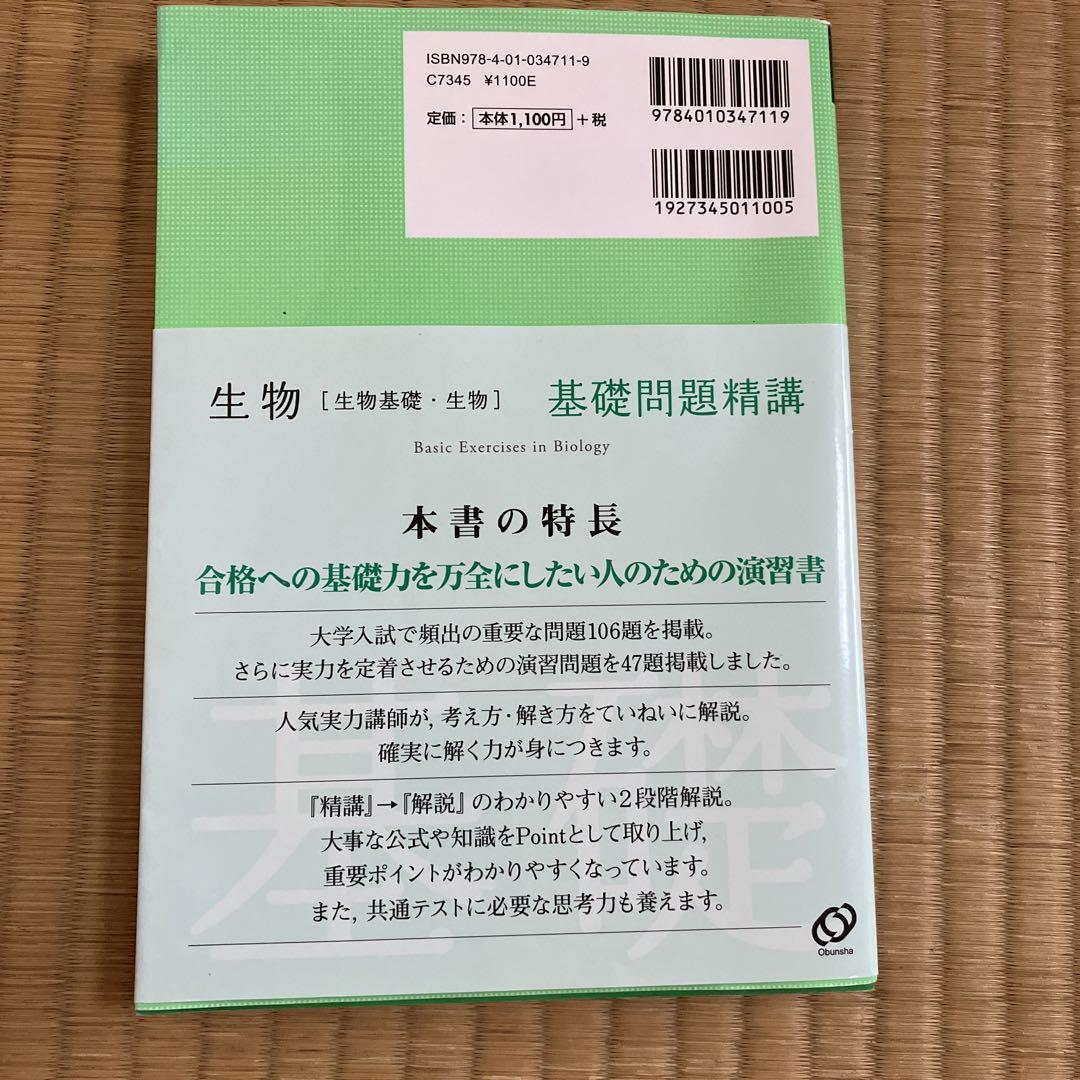 ISBN978-4-01-034711-9
C7345 ¥1100E
定価：本体1,100円+税
9784010347119
1927345011005
生物［生物基礎・生物］ 基礎問題精講
Basic Exercises in Biology
本書の特長
合格への基礎力を万全にしたい人のための演習書
大学入試で頻出の重要な問題106題を掲載。
さらに実力を定着させるための演習問題を47題掲載しました。
人気実力講師が，考え方・解き方をていねいに解説。
確実に解く力が身につきます。
『精講』→『解説』のわかりやすい2段階解説。
大事な公式や知識をPointとして取り上げ，
重要ポイントがわかりやすくなっています。
また，共通テストに必要な思考力も養えます。
基礎
Obunsha